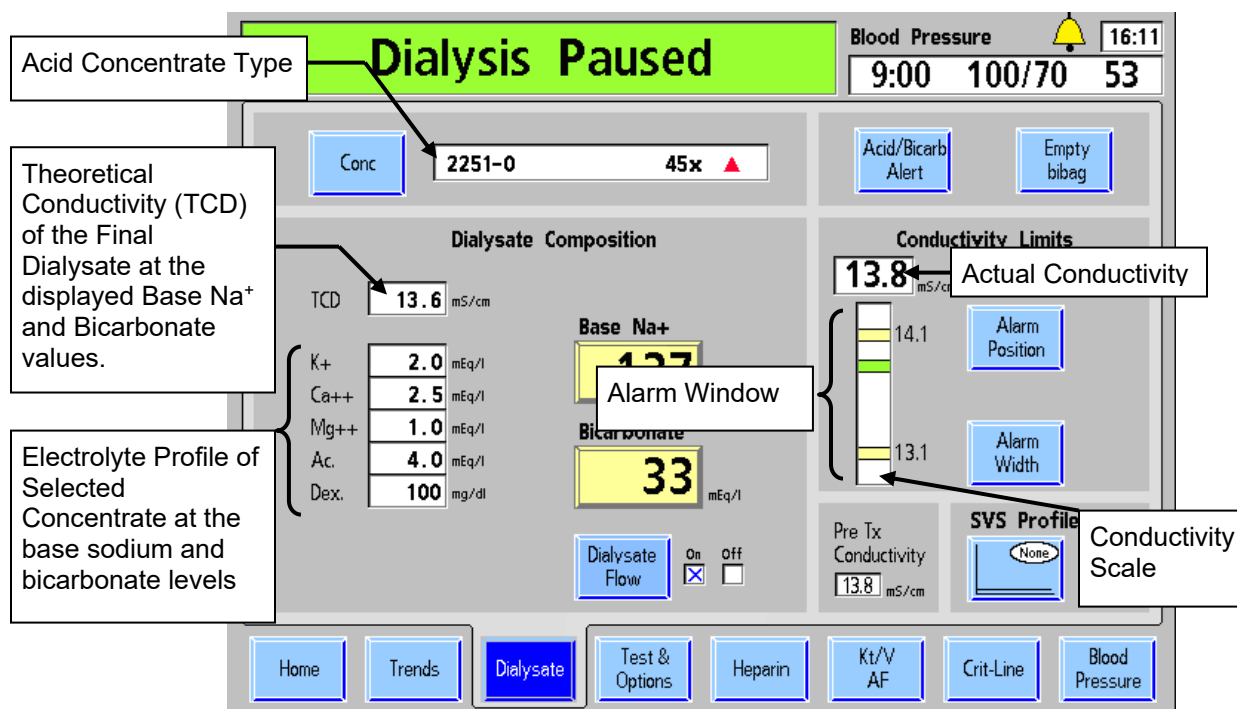 Dialysis Paused
Blood Pressure
16:11
9:00 100/70 53
Acid Concentrate Type
Conc
2251-0 45x
Acid/Bicarb
Alert
Empty
bibag
Theoretical
Conductivity (TCD)
of the Final
Dialysate at the
displayed Base Na⁺
and Bicarbonate
values.
Dialysate Composition
TCD 13.6 mS/cm
K+ 2.0 mEq/l
Ca++ 2.5 mEq/l
Mg++ 1.0 mEq/l
Ac. 4.0 mEq/l
Dex. 100 mg/dl
Base Na+
Bicarbonate
33 mEq/l
Dialysate
Flow
On Off
Electrolyte Profile of
Selected
Concentrate at the
base sodium and
bicarbonate levels
Conductivity Limits
13.8
Actual Conductivity
14.1
13.1
Alarm Window
Alarm
Position
Alarm
Width
Conductivity
Scale
Pre Tx
Conductivity
13.8 mS/cm
SVS Profile
None
Home
Trends
Dialysate
Test &
Options
Heparin
Kt/V
AF
Crit-Line
Blood
Pressure